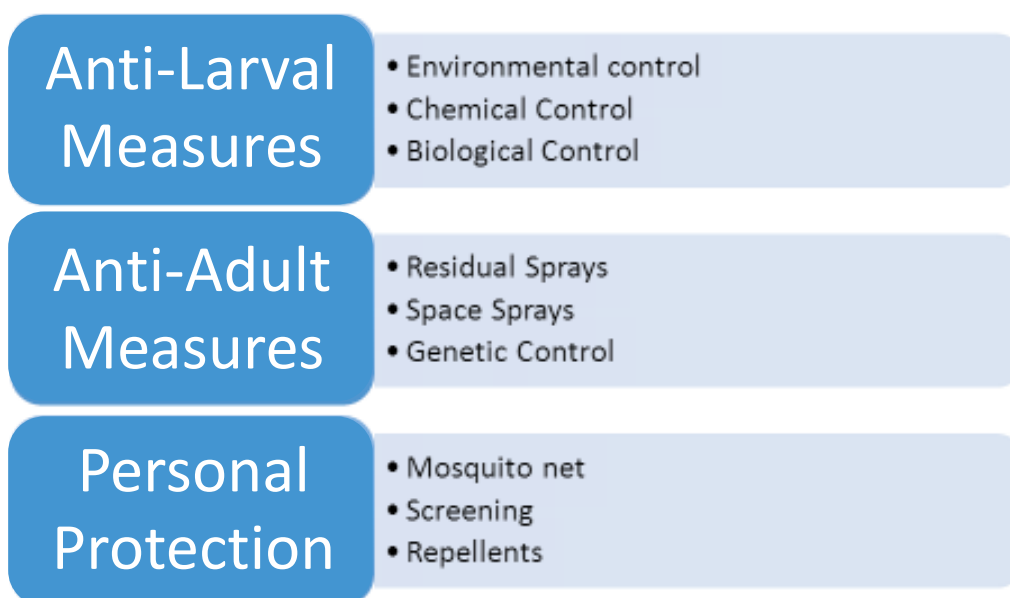 Anti-Larval
Measures
• Environmental control
• Chemical Control
• Biological Control
Anti-Adult
Measures
• Residual Sprays
• Space Sprays
• Genetic Control
Personal
Protection
• Mosquito net
• Screening
• Repellents